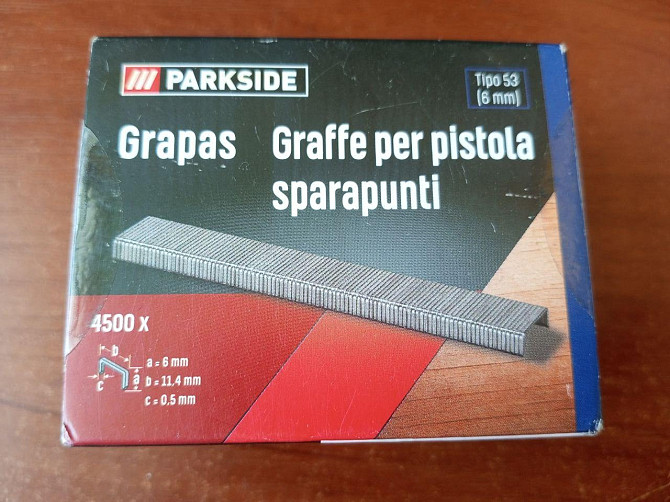 PARKSIDE
Tipo 53
(6 mm)
Grapas
Graffe per pistola
sparapunti
4500 x
b
a
c
a = 6 mm
b = 11,4 mm
c = 0,5 mm